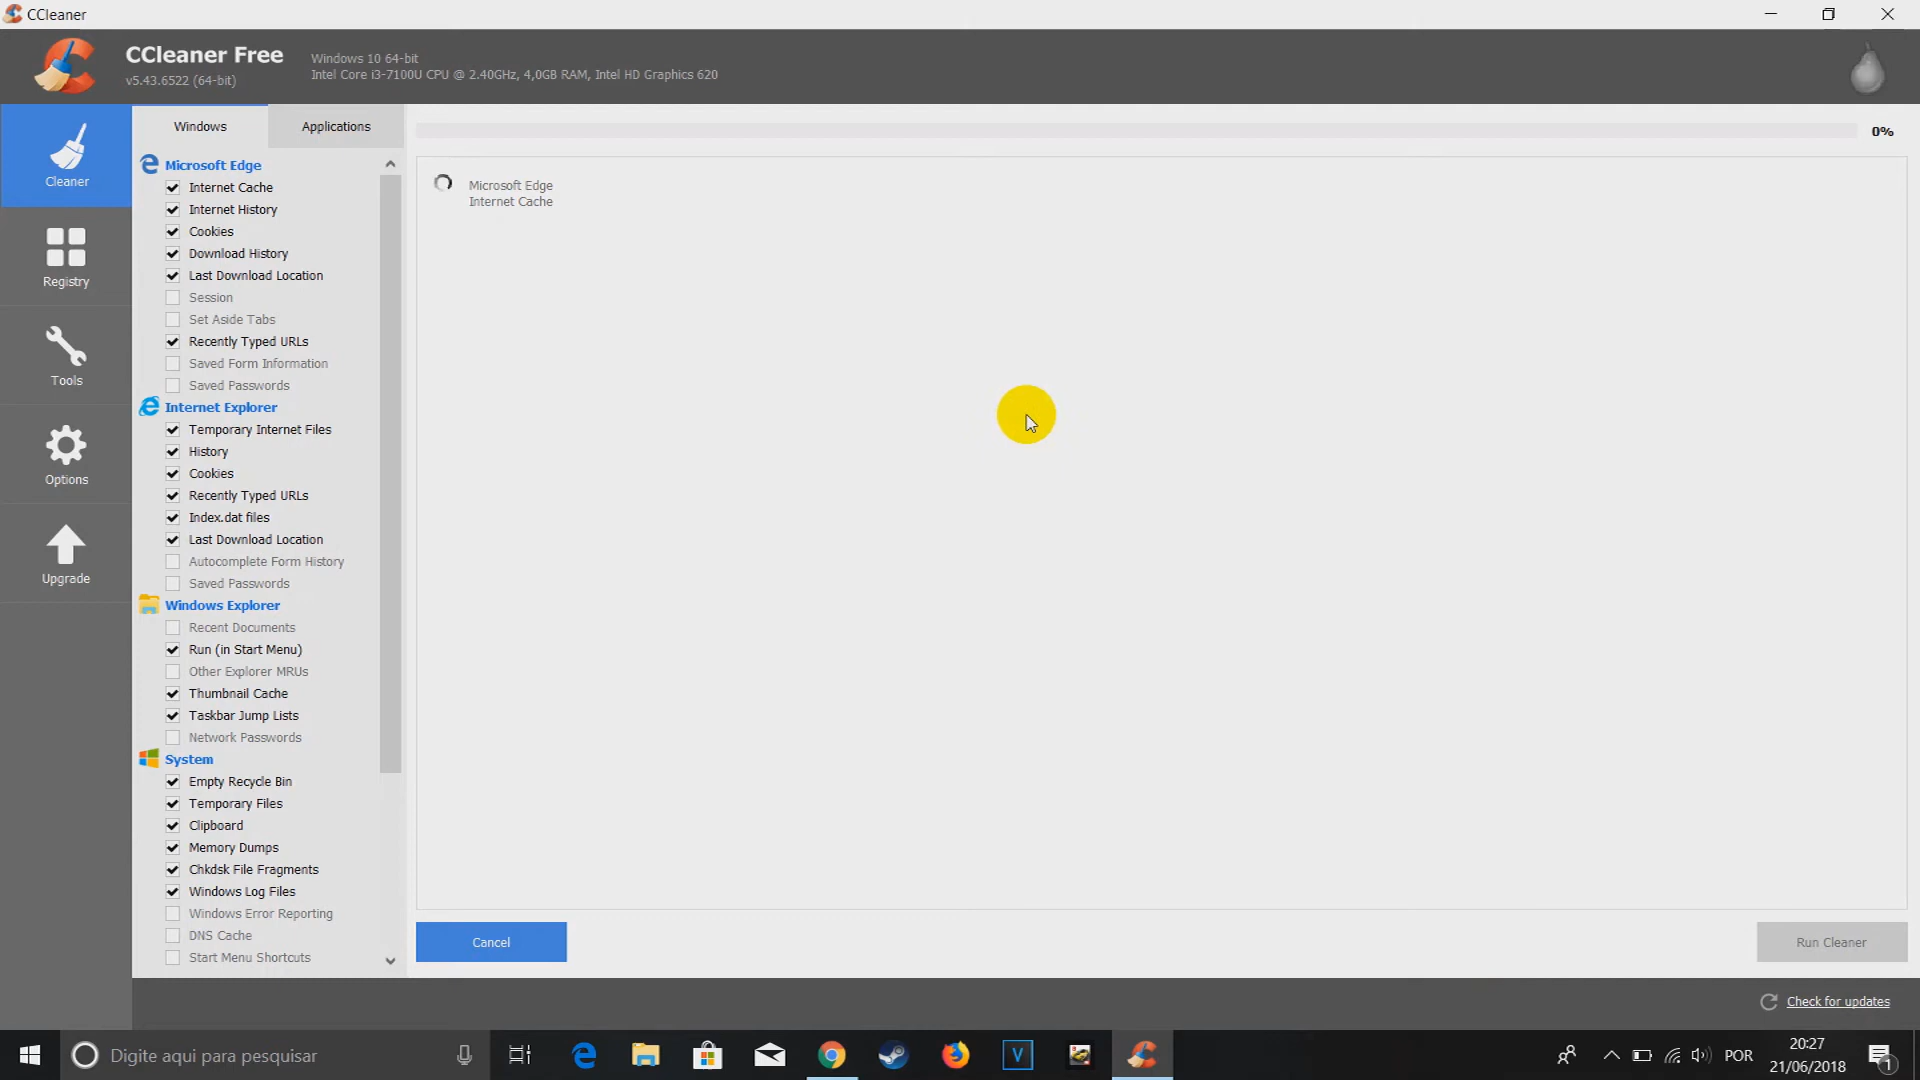 CCleaner
CCleaner Free
v5.43.6522 (64-bit)
Windows 10 64-bit
Intel Core i3-7100U CPU @ 2.40GHz, 4,0GB RAM, Intel HD Graphics 620
Cleaner
Registry
Tools
Options
Upgrade
Windows
Applications
Microsoft Edge
Internet Cache
Internet History
Cookies
Download History
Last Download Location
Session
Set Aside Tabs
Recently Typed URLs
Saved Form Information
Saved Passwords
Internet Explorer
Temporary Internet Files
History
Cookies
Recently Typed URLs
Index.dat files
Last Download Location
Autocomplete Form History
Saved Passwords
Windows Explorer
Recent Documents
Run (in Start Menu)
Other Explorer MRUs
Thumbnail Cache
Taskbar Jump Lists
Network Passwords
System
Empty Recycle Bin
Temporary Files
Clipboard
Memory Dumps
Chkdsk File Fragments
Windows Log Files
Windows Error Reporting
DNS Cache
Start Menu Shortcuts
0%
Microsoft Edge
Internet Cache
Cancel
Run Cleaner
Check for updates
Digite aqui para pesquisar
V
POR
20:27
21/06/2018
1